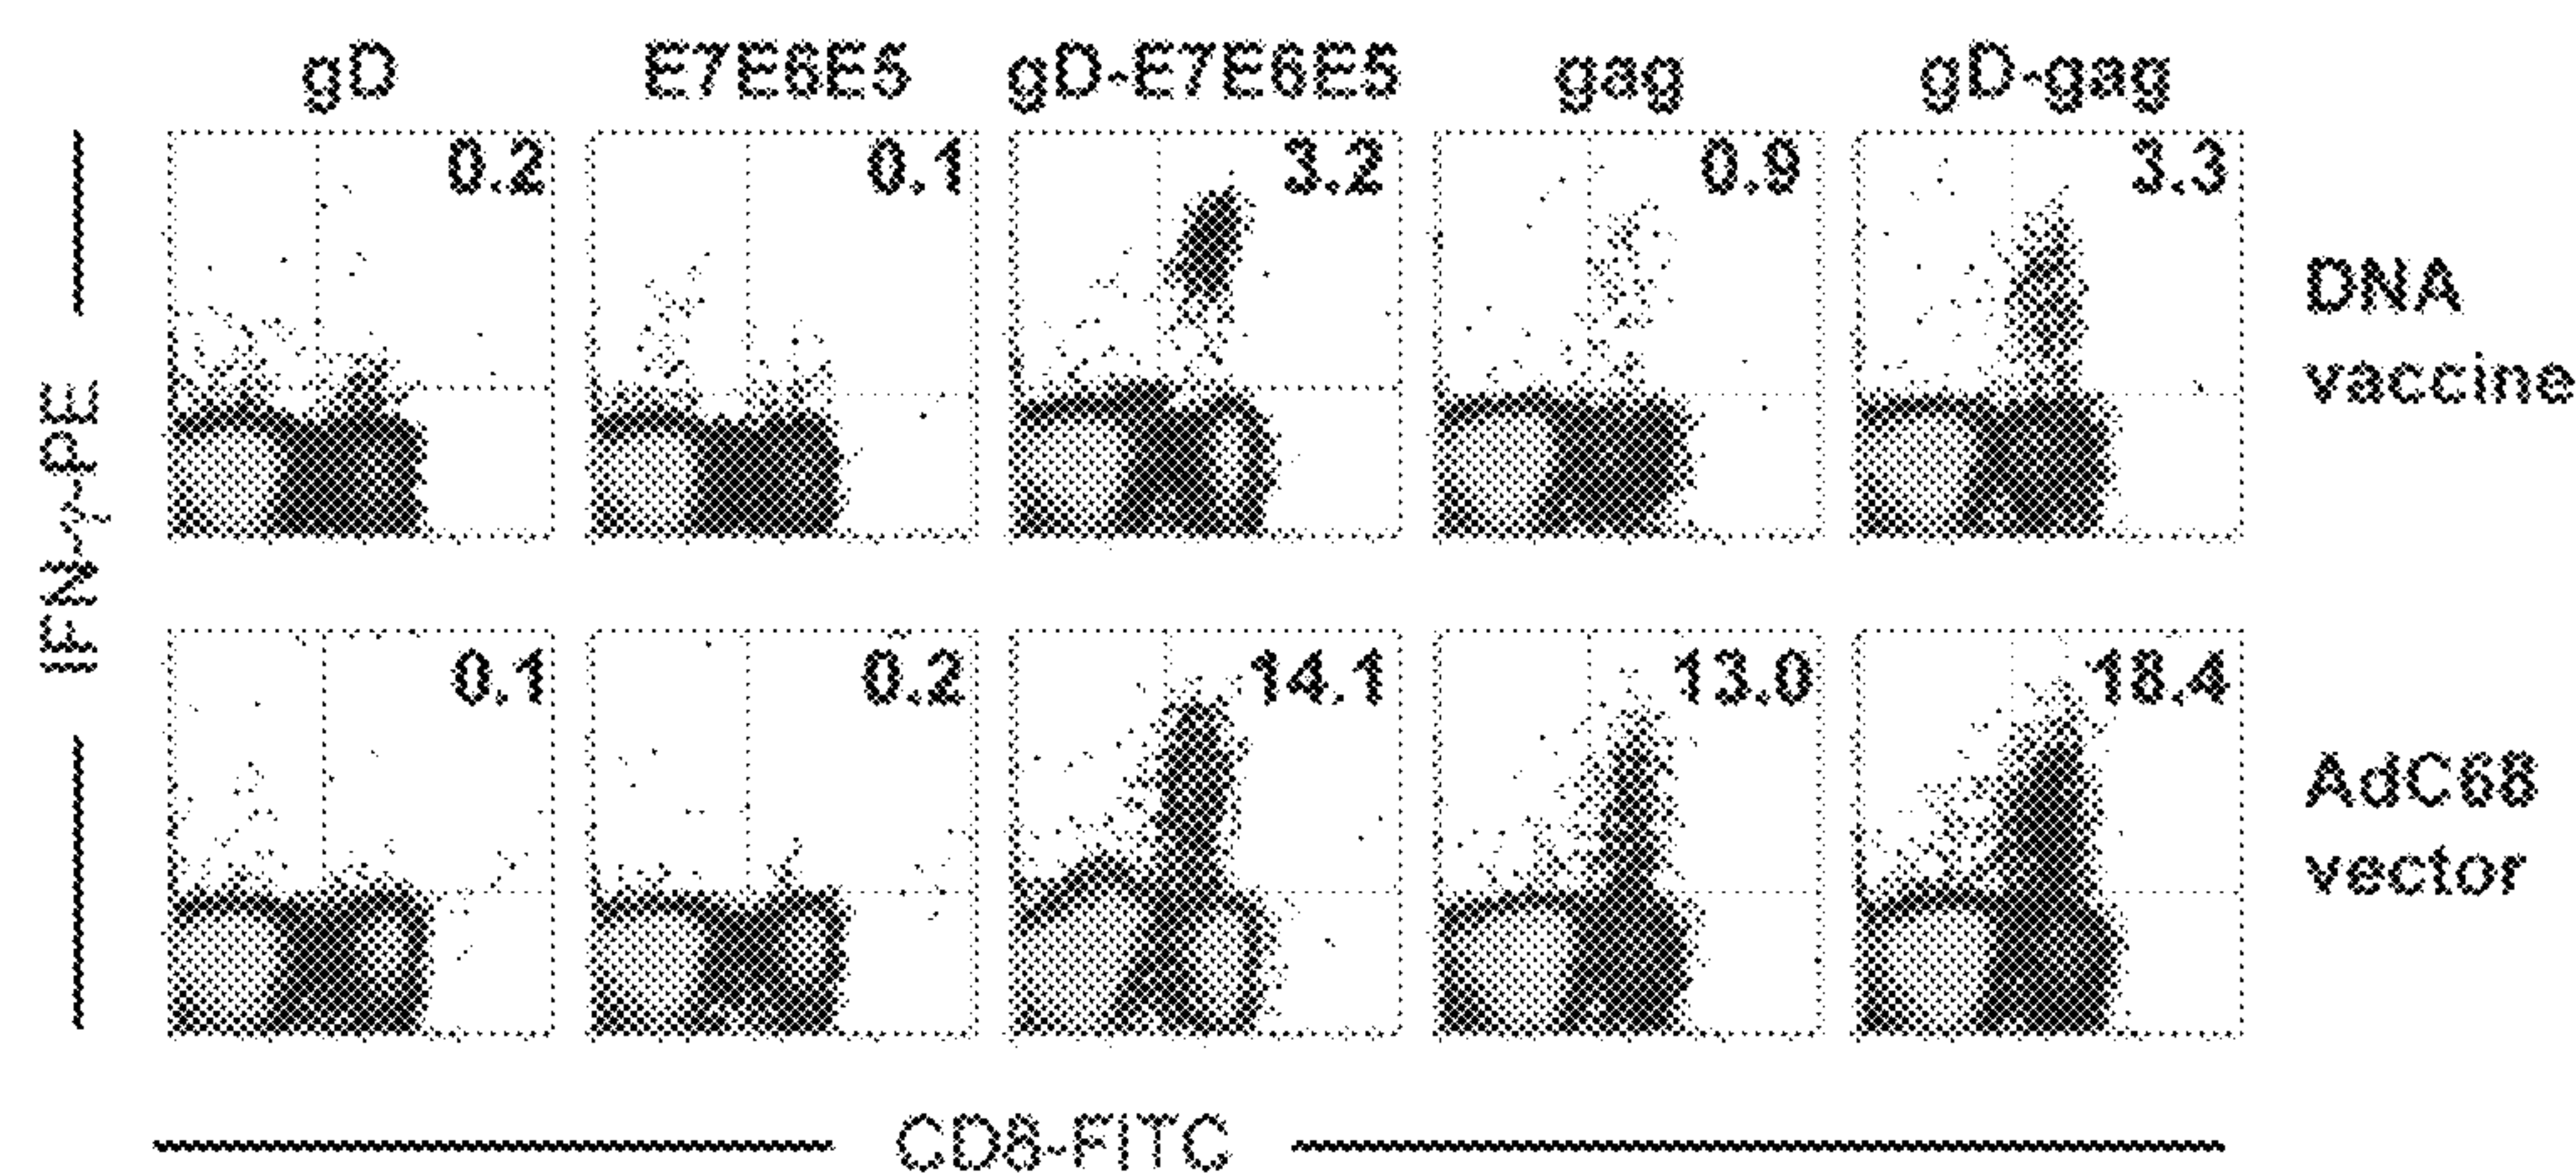 gD E7E6E5 gD-E7E6E5 gag gD-gag
0.2 0.1 3.2 0.9 3.3
DNA
vaccine
IFN-γ-PE
0.1 0.2 14.1 13.0 18.4
AdC68
vector
CD8-FITC